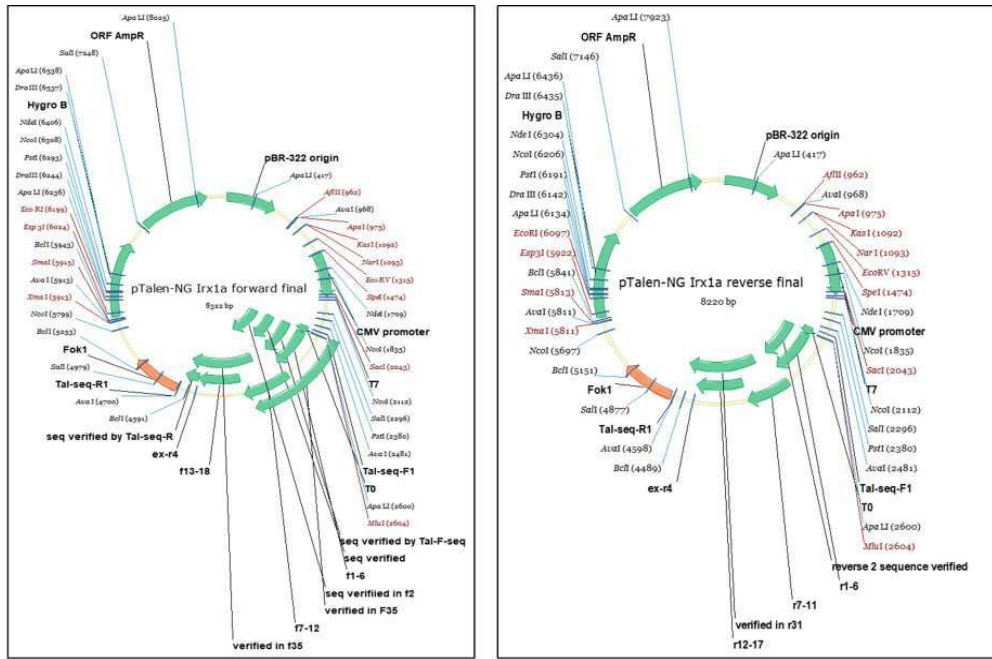 ApaLI (8025)
ORF AmpR
SalI (7248)
ApaLI (6538)
DraIII (6537)
Hygro B
NdeI (6406)
NcoI (6308)
PstI (6293)
DraIII (6244)
ApaLI (6236)
EcoRI (6199)
Esp3I (6024)
BclI (5943)
SmaI (5915)
AvaI (5913)
XmaI (5913)
NcoI (5799)
BclI (5253)
Fok1
SalI (4979)
Tal-seq-R1
AvaI (4700)
BclI (4591)
seq verified by Tal-seq-R
ex-r4
f13-18
pBR-322 origin
ApaLI (417)
AflII (962)
AvaI (968)
ApaI (975)
KasI (1092)
NarI (1093)
EcoRV (1315)
SpeI (1474)
NdeI (1709)
CMV promoter
NcoI (1835)
SacI (2043)
T7
NcoI (2112)
SalI (2296)
PstI (2380)
AvaI (2481)
Tal-seq-F1
T0
ApaLI (2600)
MluI (2604)
seq verified by Tal-F-seq
seq verified
f1-6
seq verifiied in f2
verified in F35
f7-12
verified in f35
pTalen-NG Irx1a forward final
8322 bp
ApaLI (7923)
ORF AmpR
SalI (7146)
ApaLI (6436)
DraIII (6435)
Hygro B
NdeI (6304)
NcoI (6206)
PstI (6191)
DraIII (6142)
ApaLI (6134)
EcoRI (6097)
Esp3I (5922)
BclI (5841)
SmaI (5813)
AvaI (5811)
XmaI (5811)
NcoI (5697)
BclI (5151)
Fok1
SalI (4877)
Tal-seq-R1
AvaI (4598)
BclI (4489)
ex-r4
pBR-322 origin
ApaLI (417)
AflII (962)
AvaI (968)
ApaI (975)
KasI (1092)
NarI (1093)
EcoRV (1315)
SpeI (1474)
NdeI (1709)
CMV promoter
NcoI (1835)
SacI (2043)
T7
NcoI (2112)
SalI (2296)
PstI (2380)
AvaI (2481)
Tal-seq-F1
T0
ApaLI (2600)
MluI (2604)
reverse 2 sequence verified
r1-6
r7-11
verified in r31
r12-17
pTalen-NG Irx1a reverse final
8220 bp